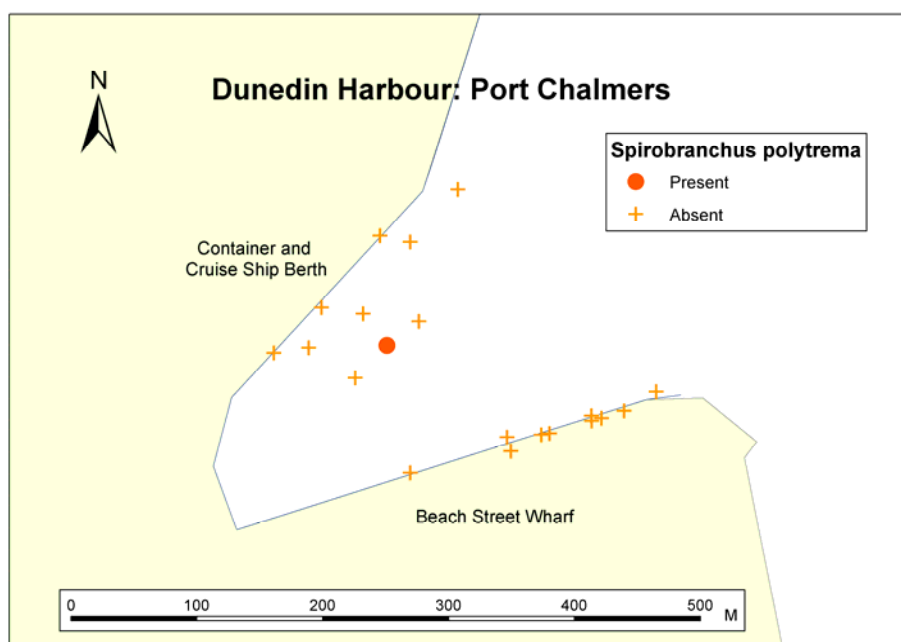 N
Dunedin Harbour: Port Chalmers
Spirobranchus polytrema
Present
Absent
Container and
Cruise Ship Berth
Beach Street Wharf
0 100 200 300 400 500
M